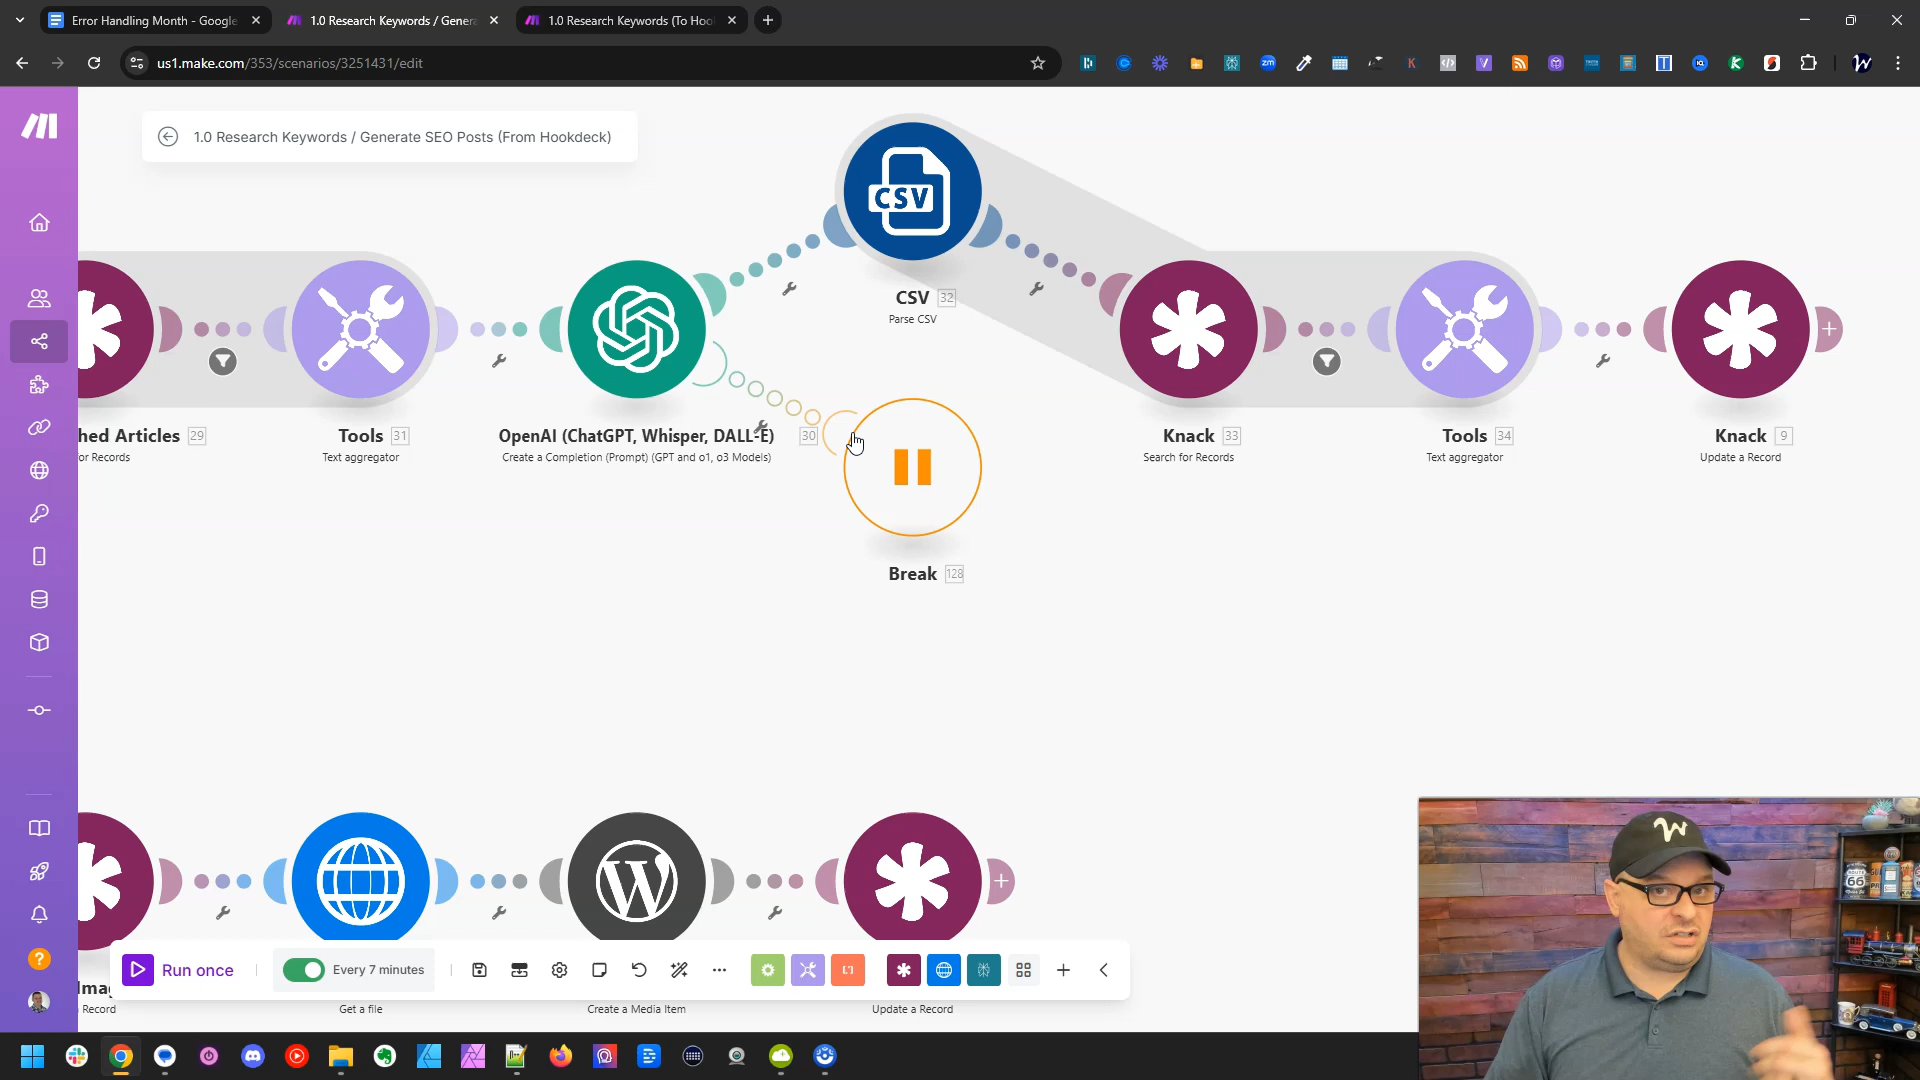 Error Handling Month - Google
1.0 Research Keywords / Genera
1.0 Research Keywords (To Hoo
us1.make.com/353/scenarios/3251431/edit
1.0 Research Keywords / Generate SEO Posts (From Hookdeck)
CSV
CSV 32
Parse CSV
hed Articles 29
or Records
Tools 31
Text aggregator
OpenAI (ChatGPT, Whisper, DALL-E) 30
Create a Completion (Prompt) (GPT and o1, o3 Models)
Knack 33
Search for Records
Tools 34
Text aggregator
Knack 9
Update a Record
Break 128
Run once
Every 7 minutes
Ima
Record
Get a file
Create a Media Item
Update a Record
ROUTE
66